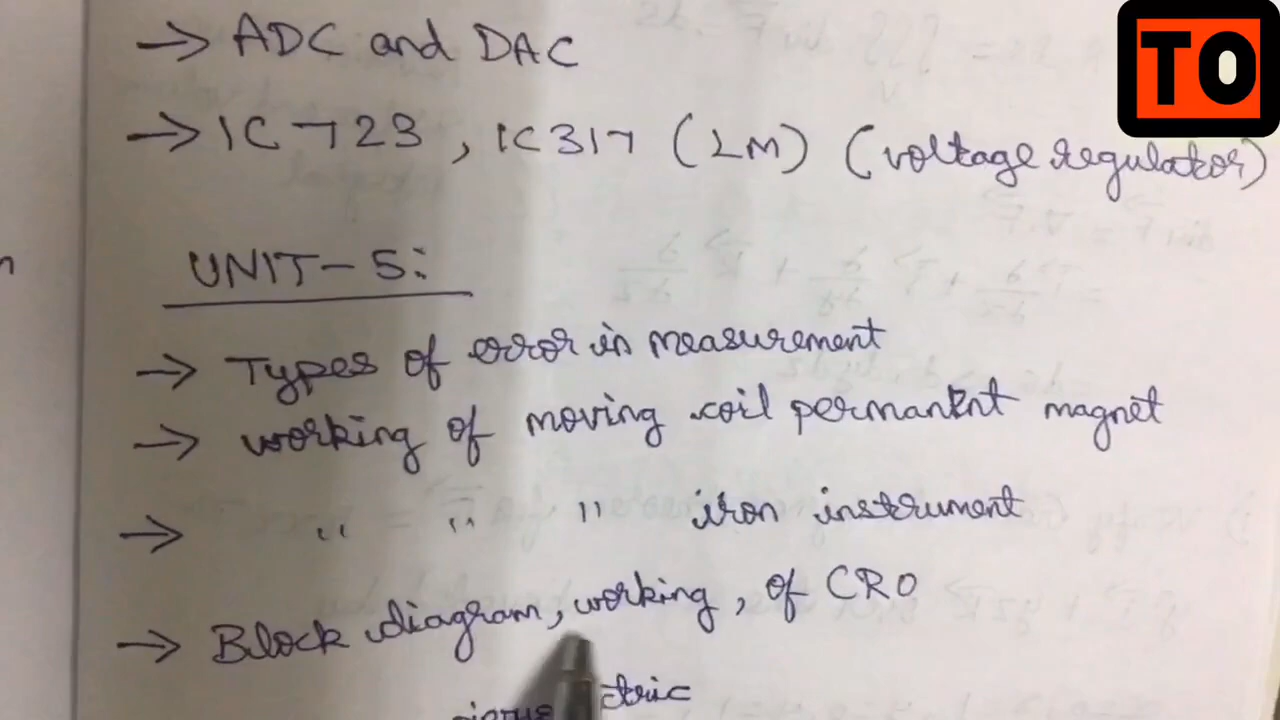 TO
→ ADC and DAC
→ IC 723, IC 317 (LM) (voltage regulator)
UNIT - 5:
→ Types of error in measurement
→ working of moving coil permanent magnet
→ " " " iron instrument
→ Block diagram, working, of CRO